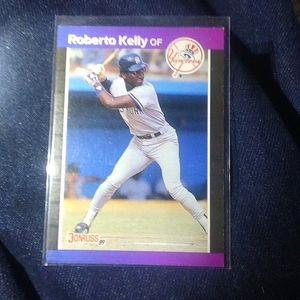 Roberto Kelly OF
DONRUSS 89